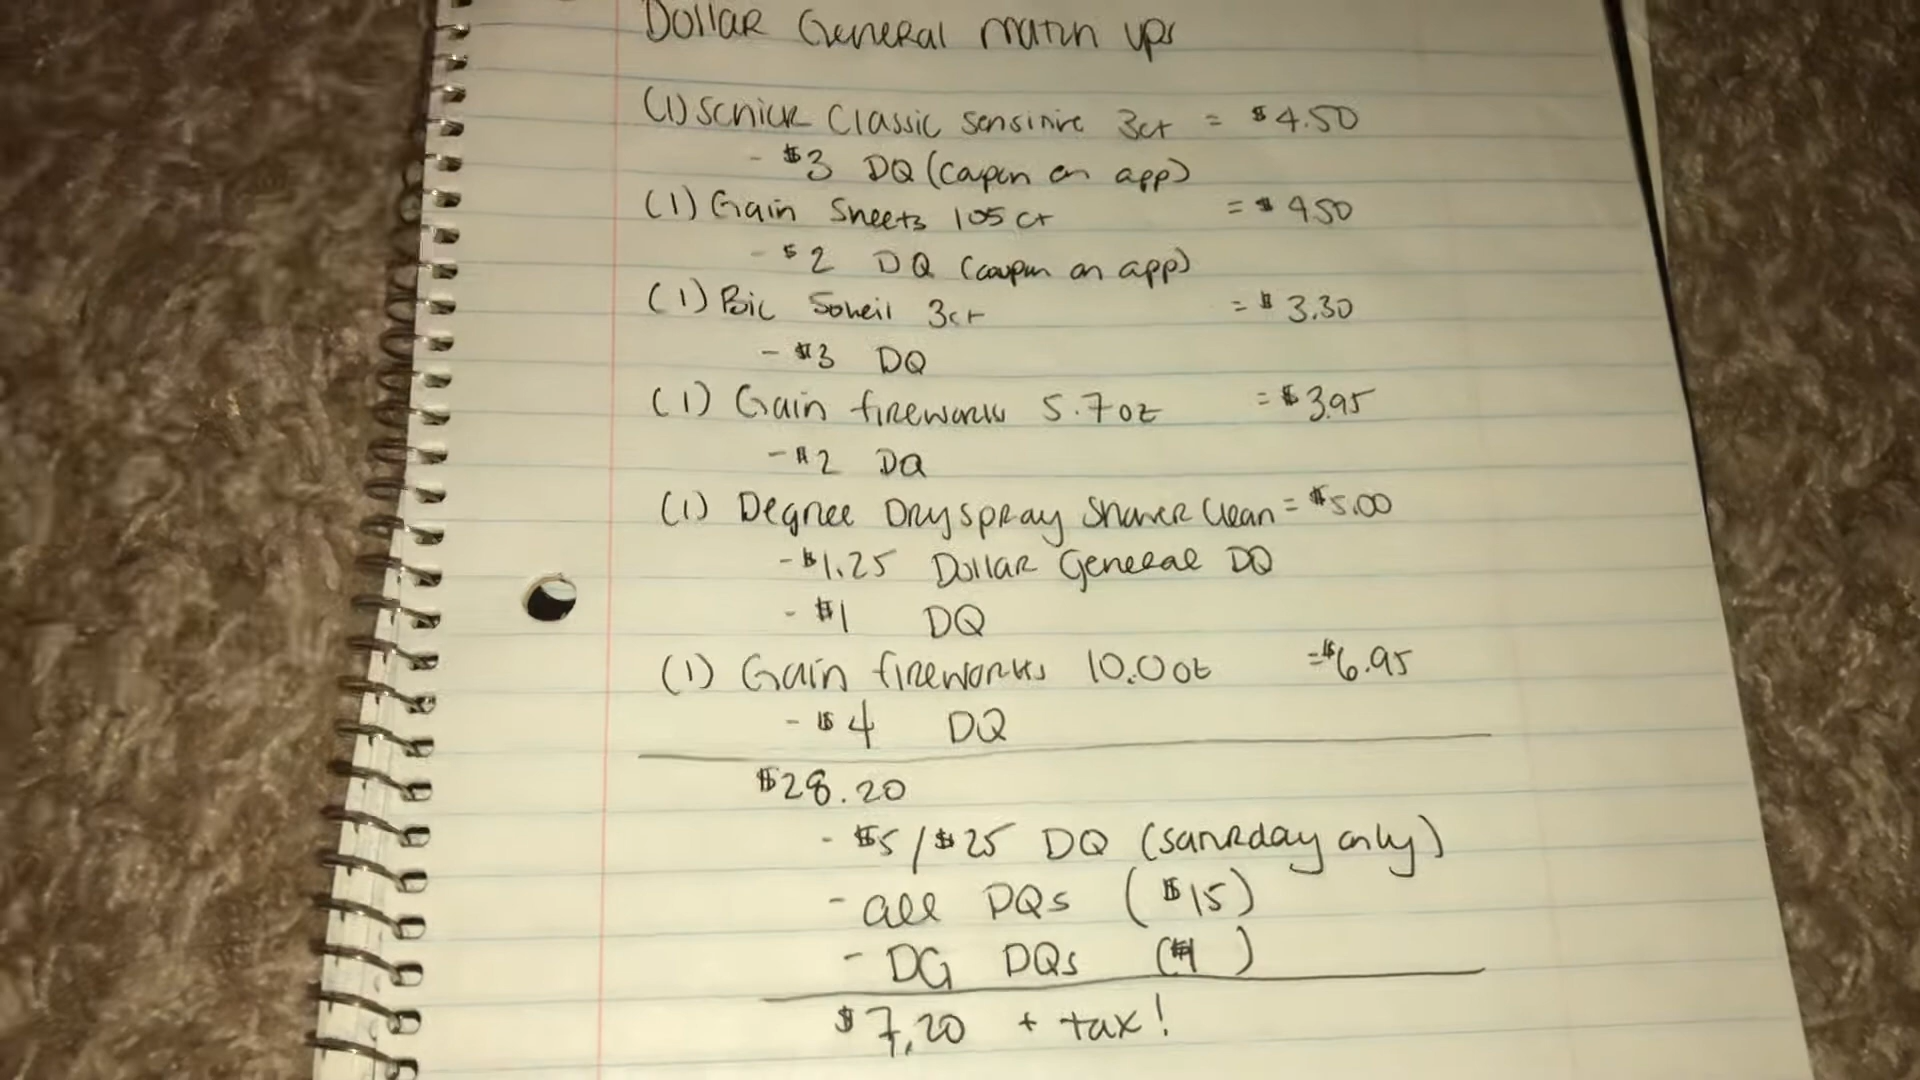 Dollar General match ups
(1) Schick Classic sensitive 3ct = $4.50
- $3 DQ (coupon on app)
(1) Gain Sheets 105 ct = $4.50
- $2 DQ (coupon on app)
(1) Bic Soleil 3ct = $3.30
- $3 DQ
(1) Gain fireworks 5.7oz = $3.95
- $2 DQ
(1) Degree Dryspray Shower Clean = $5.00
- $1.25 Dollar General DQ
- $1 DQ
(1) Gain fireworks 10.0oz = $6.95
- $4 DQ
$28.20
- $5/$25 DQ (saturday only)
- all DQs ($15)
- DG DQs ($1 )
$7.20 + tax!